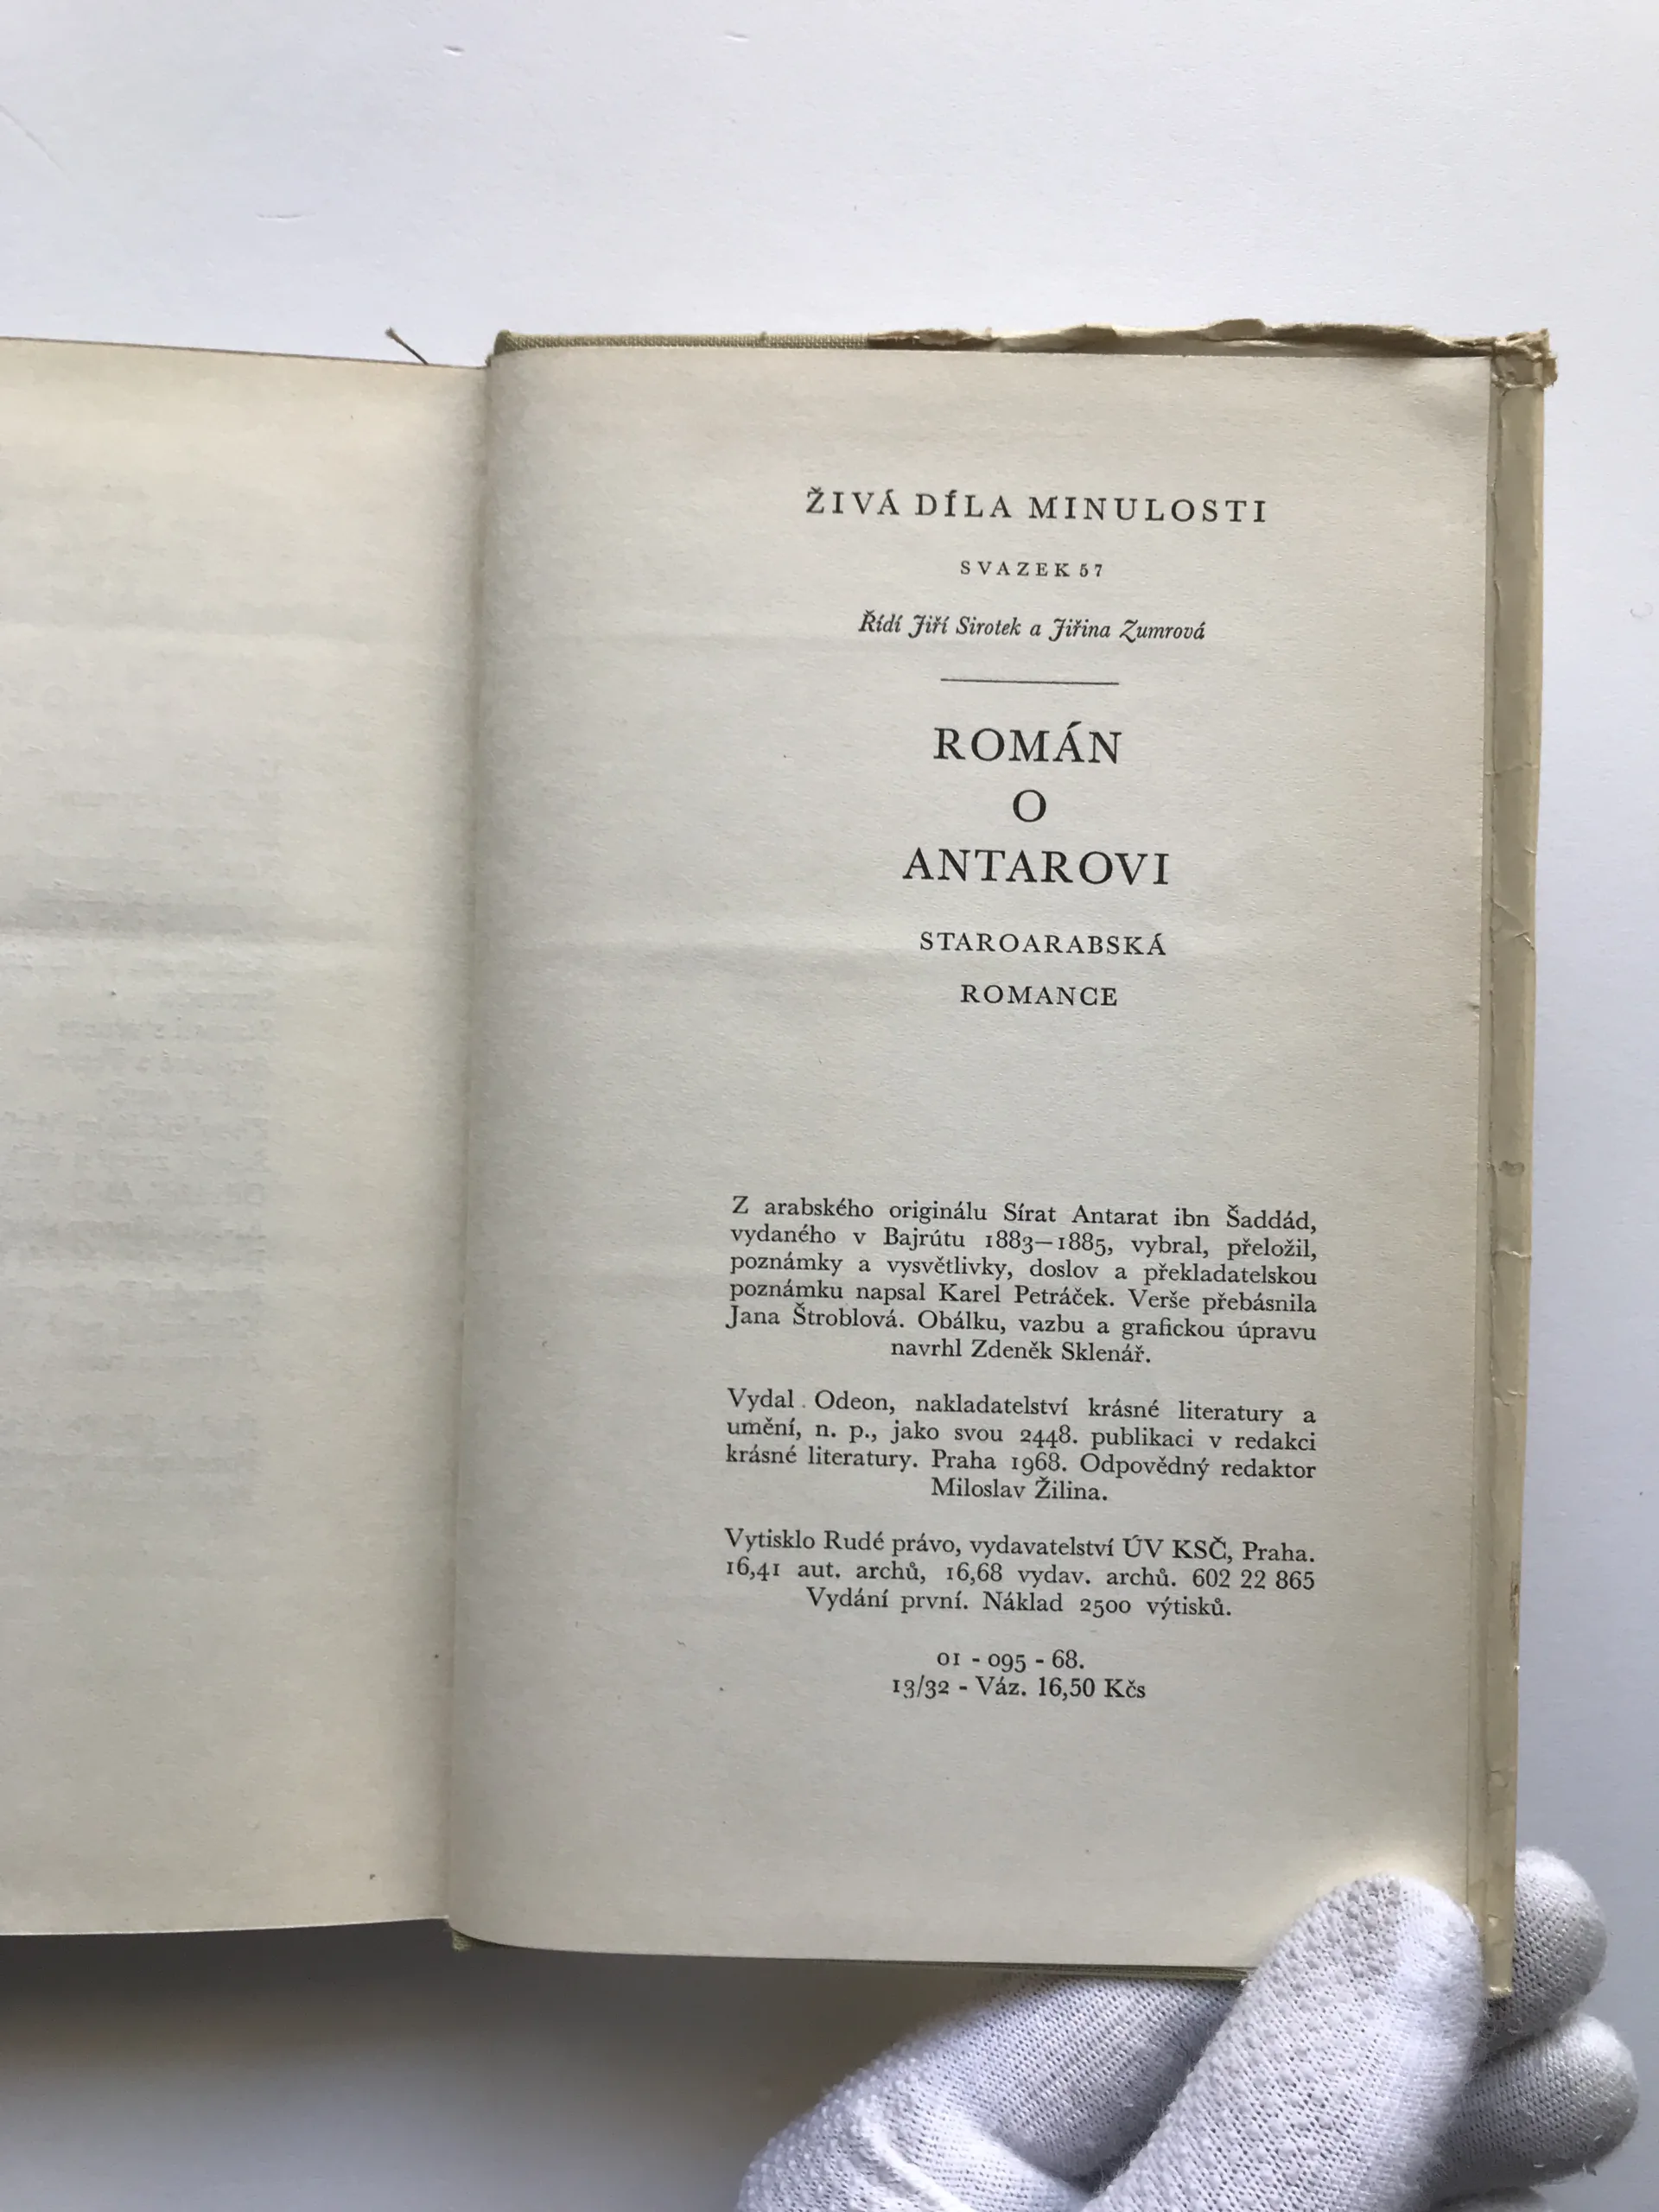 ŽIVÁ DÍLA MINULOSTI
SVAZEK 57
Řídí Jiří Sirotek a Jiřina Zumrová
ROMÁN
O
ANTAROVI
STAROARABSKÁ
ROMANCE
Z arabského originálu Sírat Antarat ibn Šaddád,
vydaného v Bajrútu 1883—1885, vybral, přeložil,
poznámky a vysvětlivky, doslov a překladatelskou
poznámku napsal Karel Petráček. Verše přebásnila
Jana Štroblová. Obálku, vazbu a grafickou úpravu
navrhl Zdeněk Sklenář.
Vydal Odeon, nakladatelství krásné literatury a
umění, n. p., jako svou 2448. publikaci v redakci
krásné literatury. Praha 1968. Odpovědný redaktor
Miloslav Žilina.
Vytisklo Rudé právo, vydavatelství ÚV KSČ, Praha.
16,41 aut. archů, 16,68 vydav. archů. 602 22 865
Vydání první. Náklad 2500 výtisků.
01 - 095 - 68.
13/32 - Váz. 16,50 Kčs